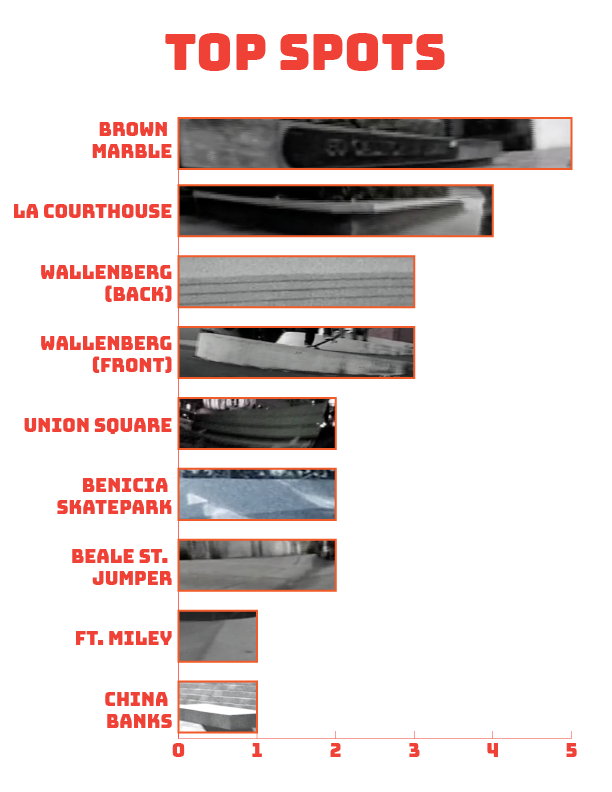 TOP SPOTS
BROWN
MARBLE
LA COURTHOUSE
WALLENBERG
(BACK)
WALLENBERG
(FRONT)
UNION SQUARE
BENICIA
SKATEPARK
BEALE ST.
JUMPER
FT. MILEY
CHINA
BANKS
0 1 2 3 4 5